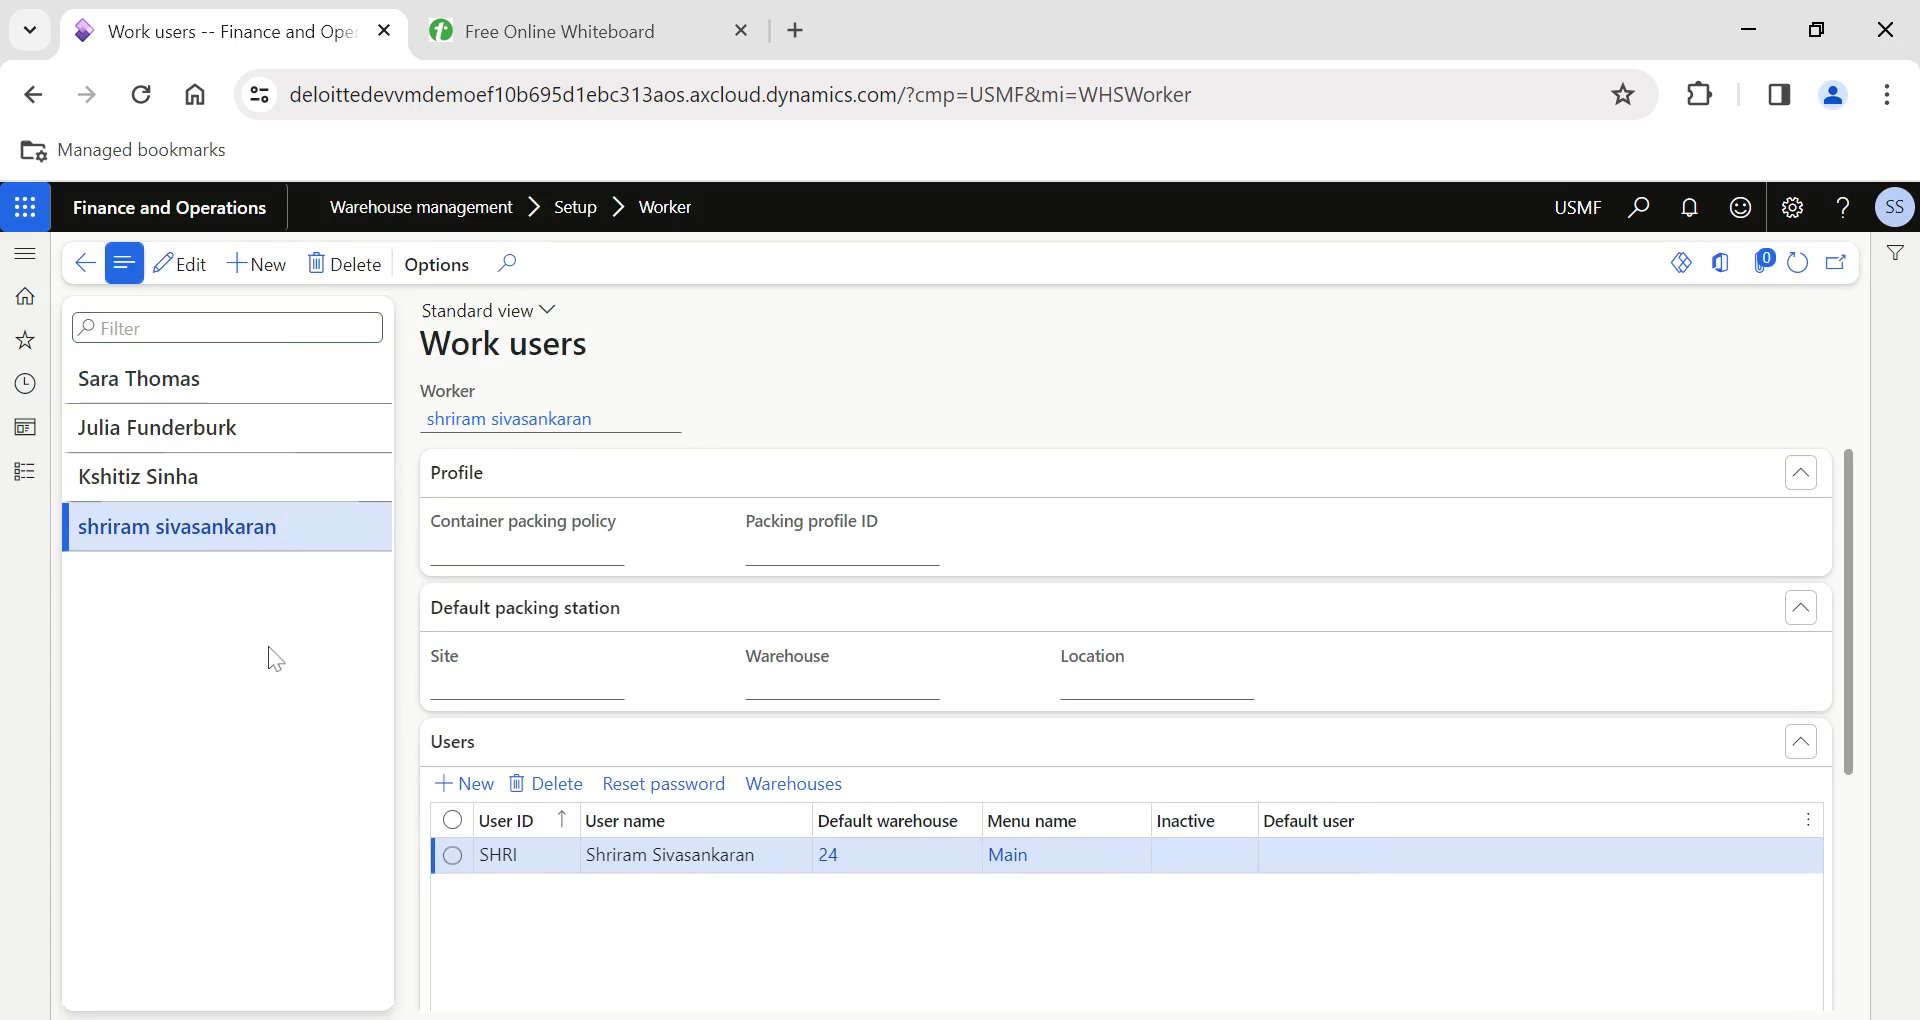 Work users -- Finance and Ope
Free Online Whiteboard
deloittedevvmdemoef10b695d1ebc313aos.axcloud.dynamics.com/?cmp=USMF&mi=WHSWorker
Managed bookmarks
Finance and Operations
Warehouse management Setup Worker
USMF
? SS
Edit New Delete Options
0
Filter
Sara Thomas
Julia Funderburk
Kshitiz Sinha
shriram sivasankaran
Standard view
Work users
Worker
shriram sivasankaran
Profile
Container packing policy Packing profile ID
Default packing station
Site Warehouse Location
Users
New Delete Reset password Warehouses
User ID User name Default warehouse Menu name Inactive Default user
SHRI Shriram Sivasankaran 24 Main